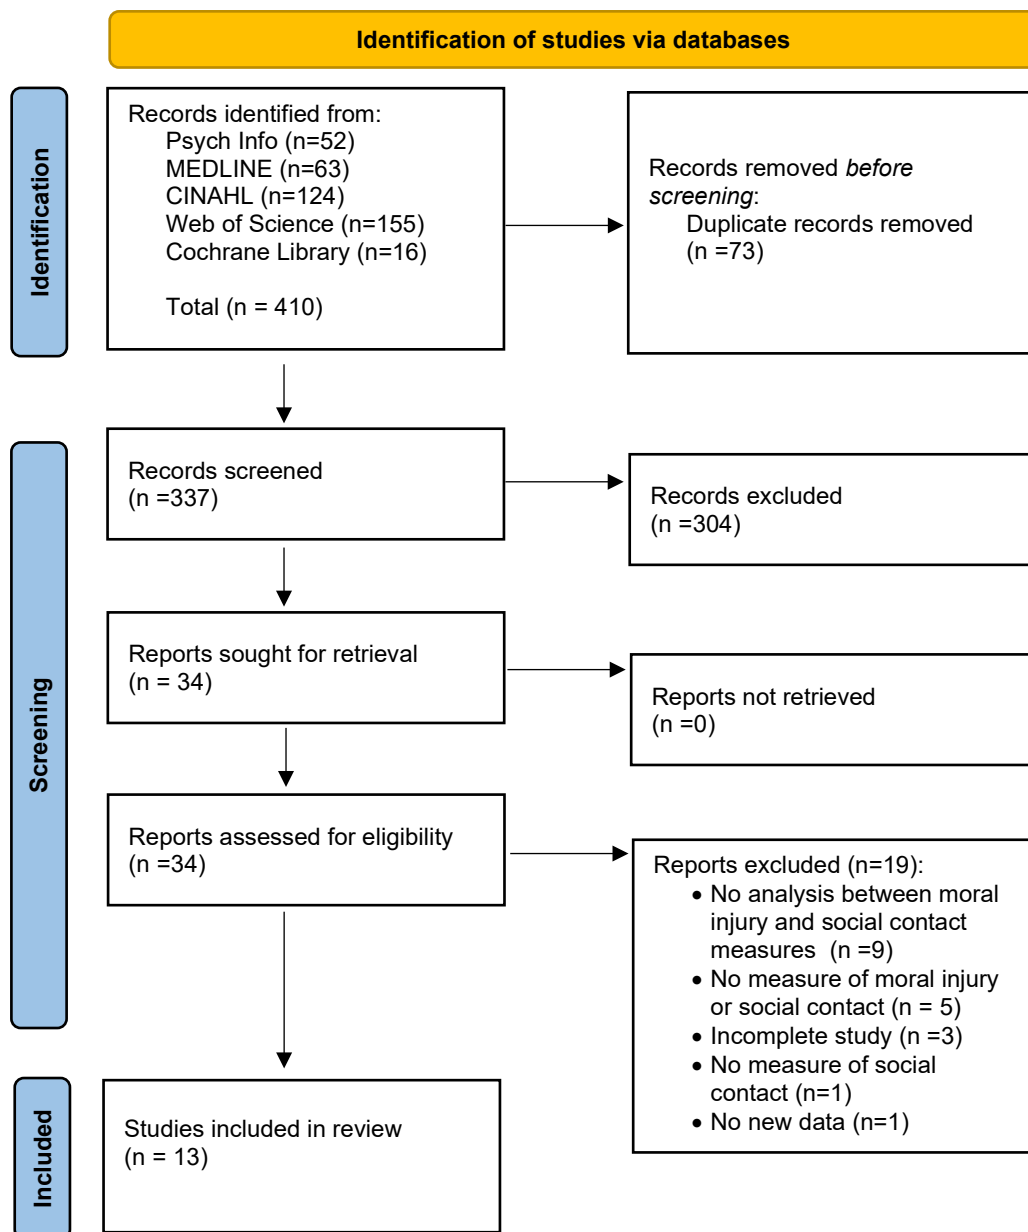 Identification of studies via databases
Identification
Records identified from:
Psych Info (n=52)
MEDLINE (n=63)
CINAHL (n=124)
Web of Science (n=155)
Cochrane Library (n=16)
Total (n = 410)
Records removed before
screening:
Duplicate records removed
(n =73)
Screening
Records screened
(n =337)
Records excluded
(n =304)
Reports sought for retrieval
(n = 34)
Reports not retrieved
(n =0)
Reports assessed for eligibility
(n =34)
Reports excluded (n=19):
• No analysis between moral
injury and social contact
measures  (n =9)
• No measure of moral injury
or social contact (n = 5)
• Incomplete study (n =3)
• No measure of social
contact (n=1)
• No new data (n=1)
Included
Studies included in review
(n = 13)